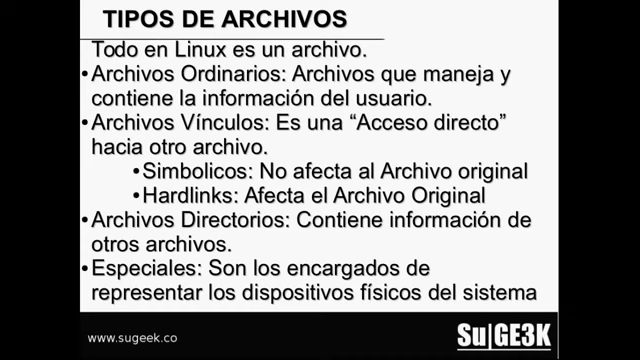 TIPOS DE ARCHIVOS
Todo en Linux es un archivo.
•Archivos Ordinarios: Archivos que maneja y
contiene la información del usuario.
•Archivos Vínculos: Es una “Acceso directo”
hacia otro archivo.
•Simbolicos: No afecta al Archivo original
•Hardlinks: Afecta el Archivo Original
•Archivos Directorios: Contiene información de
otros archivos.
•Especiales: Son los encargados de
representar los dispositivos físicos del sistema
www.sugeek.co
Su|GE3K